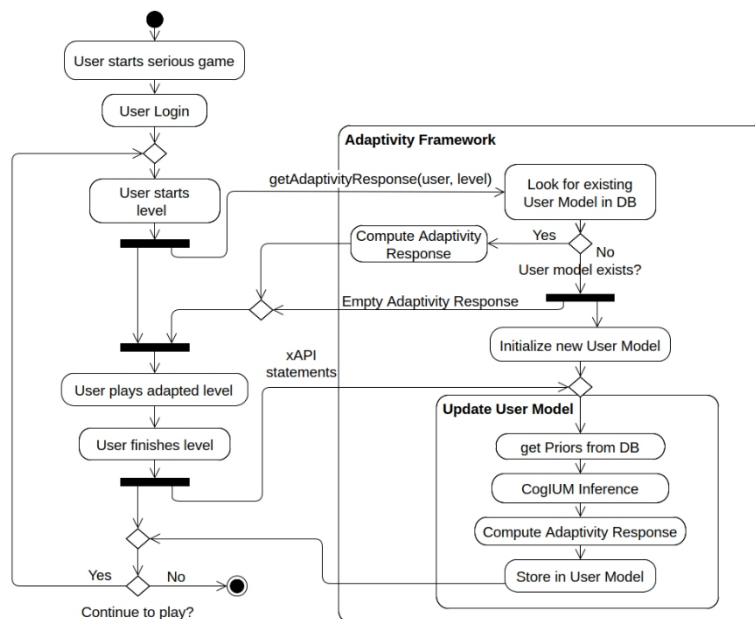 User starts serious game
User Login
Adaptivity Framework
User starts
level
getAdaptivityResponse(user, level)
Look for existing
User Model in DB
Compute Adaptivity
Response
Yes
No
User model exists?
Empty Adaptivity Response
Initialize new User Model
xAPI
statements
User plays adapted level
Update User Model
User finishes level
get Priors from DB
CogIUM Inference
Compute Adaptivity Response
Store in User Model
Yes
No
Continue to play?